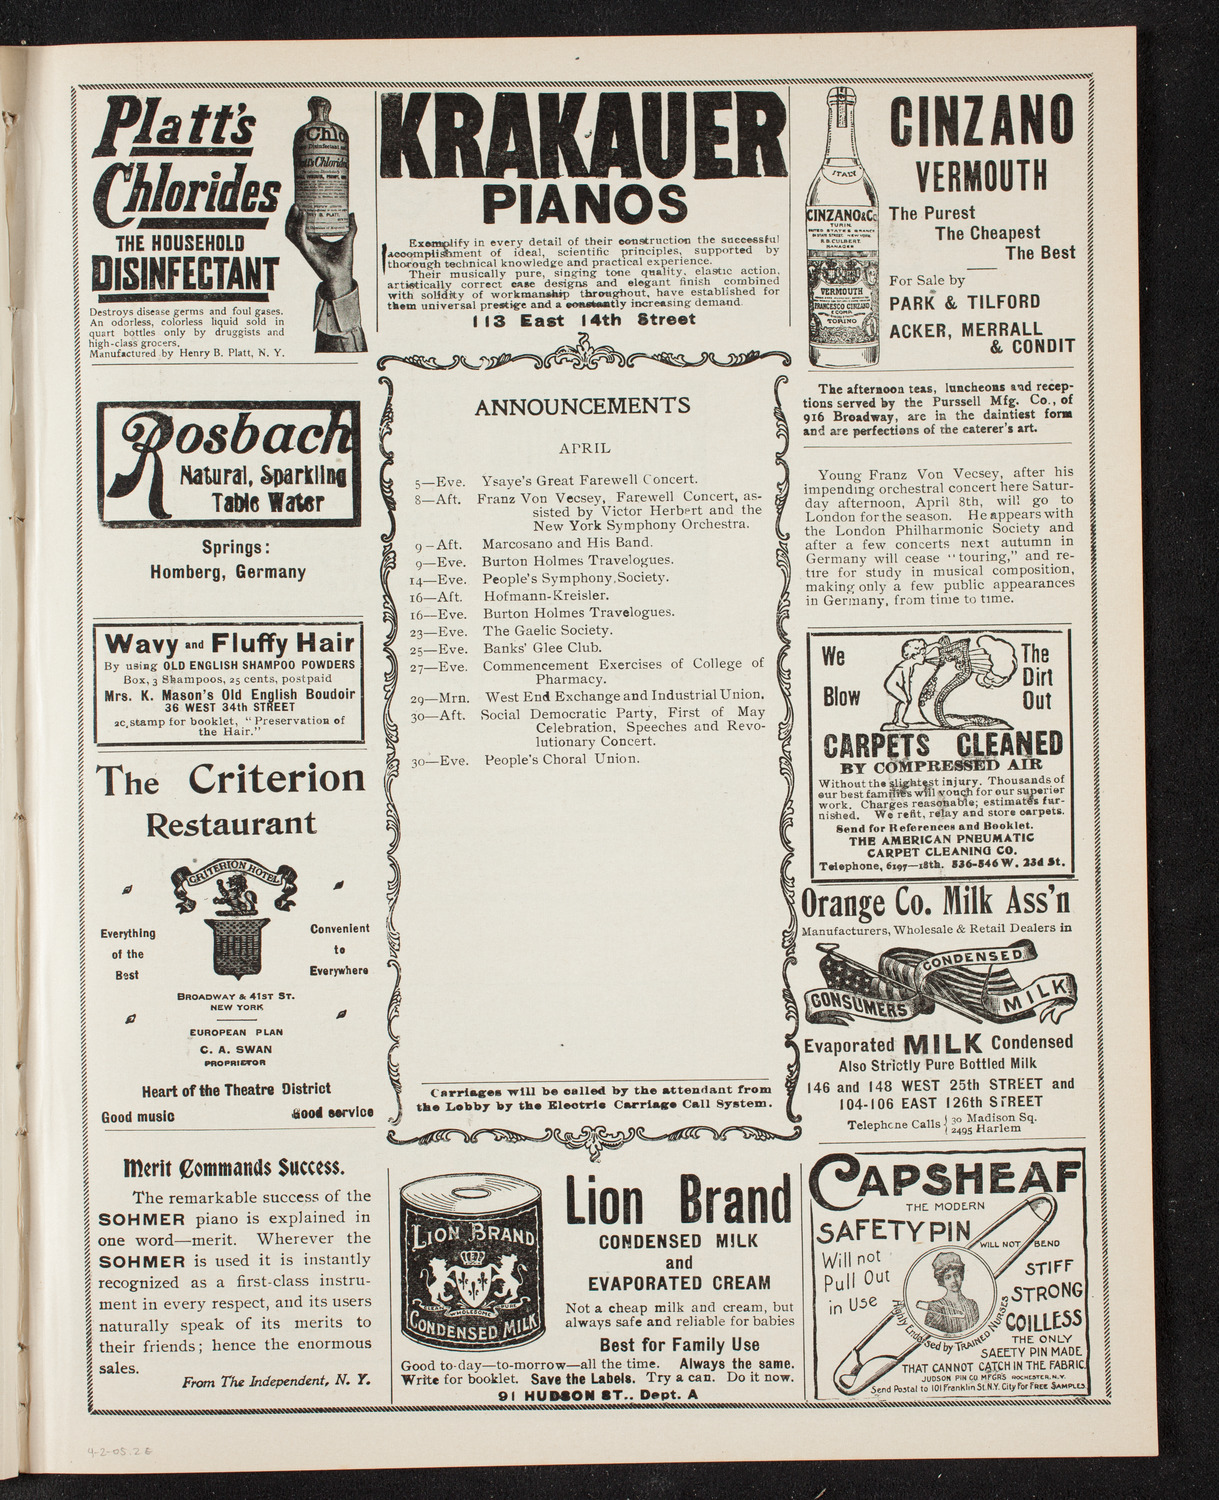 Platt's
Chlorides
THE HOUSEHOLD
DISINFECTANT
Destroys disease germs and foul gases.
An odorless, colorless liquid sold in
quart bottles only by druggists and
high-class grocers.
Manufactured by Henry B. Platt, N. Y.
KRAKAUER
PIANOS
Exemplify in every detail of their construction the successful
accomplishment of ideal, scientific principles, supported by
thorough technical knowledge and practical experience.
Their musically pure, singing tone quality, elastic action,
artistically correct case designs and elegant finish combined
with solidity of workmanship throughout, have established for
them universal prestige and a constantly increasing demand.
113 East 14th Street
ITALY
CINZANO & Co
TURIN
VERMOUTH
TORINO
CINZANO
VERMOUTH
The Purest
The Cheapest
The Best
For Sale by
PARK & TILFORD
ACKER, MERRALL
& CONDIT
Rosbach
Natural, Sparkling
Table Water
Springs:
Homberg, Germany
Wavy and Fluffy Hair
By using OLD ENGLISH SHAMPOO POWDERS
Box, 3 Shampoos, 25 cents, postpaid
Mrs. K. Mason's Old English Boudoir
36 WEST 34th STREET
2c. stamp for booklet, "Preservation of
the Hair."
The Criterion
Restaurant
CRITERION HOTEL
Everything
of the
Best
Convenient
to
Everywhere
BROADWAY & 41ST ST.
NEW YORK
EUROPEAN PLAN
C. A. SWAN
PROPRIETOR
Heart of the Theatre District
Good music Good service
Merit Commands Success.
The remarkable success of the
SOHMER piano is explained in
one word—merit. Wherever the
SOHMER is used it is instantly
recognized as a first-class instru-
ment in every respect, and its users
naturally speak of its merits to
their friends; hence the enormous
sales.
From The Independent, N. Y.
ANNOUNCEMENTS
APRIL
5—Eve. Ysaye's Great Farewell Concert.
8—Aft. Franz Von Vecsey, Farewell Concert, as-
sisted by Victor Herbert and the
New York Symphony Orchestra.
9—Aft. Marcosano and His Band.
9—Eve. Burton Holmes Travelogues.
14—Eve. People's Symphony Society.
16—Aft. Hofmann-Kreisler.
16—Eve. Burton Holmes Travelogues.
23—Eve. The Gaelic Society.
25—Eve. Banks' Glee Club.
27—Eve. Commencement Exercises of College of
Pharmacy.
29—Mrn. West End Exchange and Industrial Union.
30—Aft. Social Democratic Party, First of May
Celebration, Speeches and Revo-
lutionary Concert.
30—Eve. People's Choral Union.
Carriages will be called by the attendant from
the Lobby by the Electric Carriage Call System.
LION BRAND
CONDENSED MILK
Lion Brand
CONDENSED MILK
and
EVAPORATED CREAM
Not a cheap milk and cream, but
always safe and reliable for babies
Best for Family Use
Good to-day—to-morrow—all the time. Always the same.
Write for booklet. Save the Labels. Try a can. Do it now.
91 HUDSON ST., Dept. A
The afternoon teas, luncheons and recep-
tions served by the Purssell Mfg. Co., of
916 Broadway, are in the daintiest form
and are perfections of the caterer's art.
Young Franz Von Vecsey, after his
impending orchestral concert here Satur-
day afternoon, April 8th, will go to
London for the season. He appears with
the London Philharmonic Society and
after a few concerts next autumn in
Germany will cease "touring," and re-
tire for study in musical composition,
making only a few public appearances
in Germany, from time to time.
We
Blow
The
Dirt
Out
CARPETS CLEANED
BY COMPRESSED AIR
Without the slightest injury. Thousands of
our best families will vouch for our superior
work. Charges reasonable; estimates fur-
nished. We refit, relay and store carpets.
Send for References and Booklet.
THE AMERICAN PNEUMATIC
CARPET CLEANING CO.
Telephone, 6197—18th. 536-546 W. 23d St.
Orange Co. Milk Ass'n
Manufacturers, Wholesale & Retail Dealers in
CONSUMERS
CONDENSED
MILK
Evaporated MILK Condensed
Also Strictly Pure Bottled Milk
146 and 148 WEST 25th STREET and
104-106 EAST 126th STREET
Telephone Calls { 30 Madison Sq.
2495 Harlem
CAPSHEAF
THE MODERN
SAFETY PIN
WILL NOT BEND
Will not
Pull Out
in Use
STIFF
STRONG
COILLESS
Highly Endorsed by TRAINED NURSES
THE ONLY
SAFETY PIN MADE
THAT CANNOT CATCH IN THE FABRIC.
JUDSON PIN CO MFGRS ROCHESTER, N.Y.
Send Postal to 101 Franklin St. N.Y. City For FREE SAMPLES
4-2-05.2E